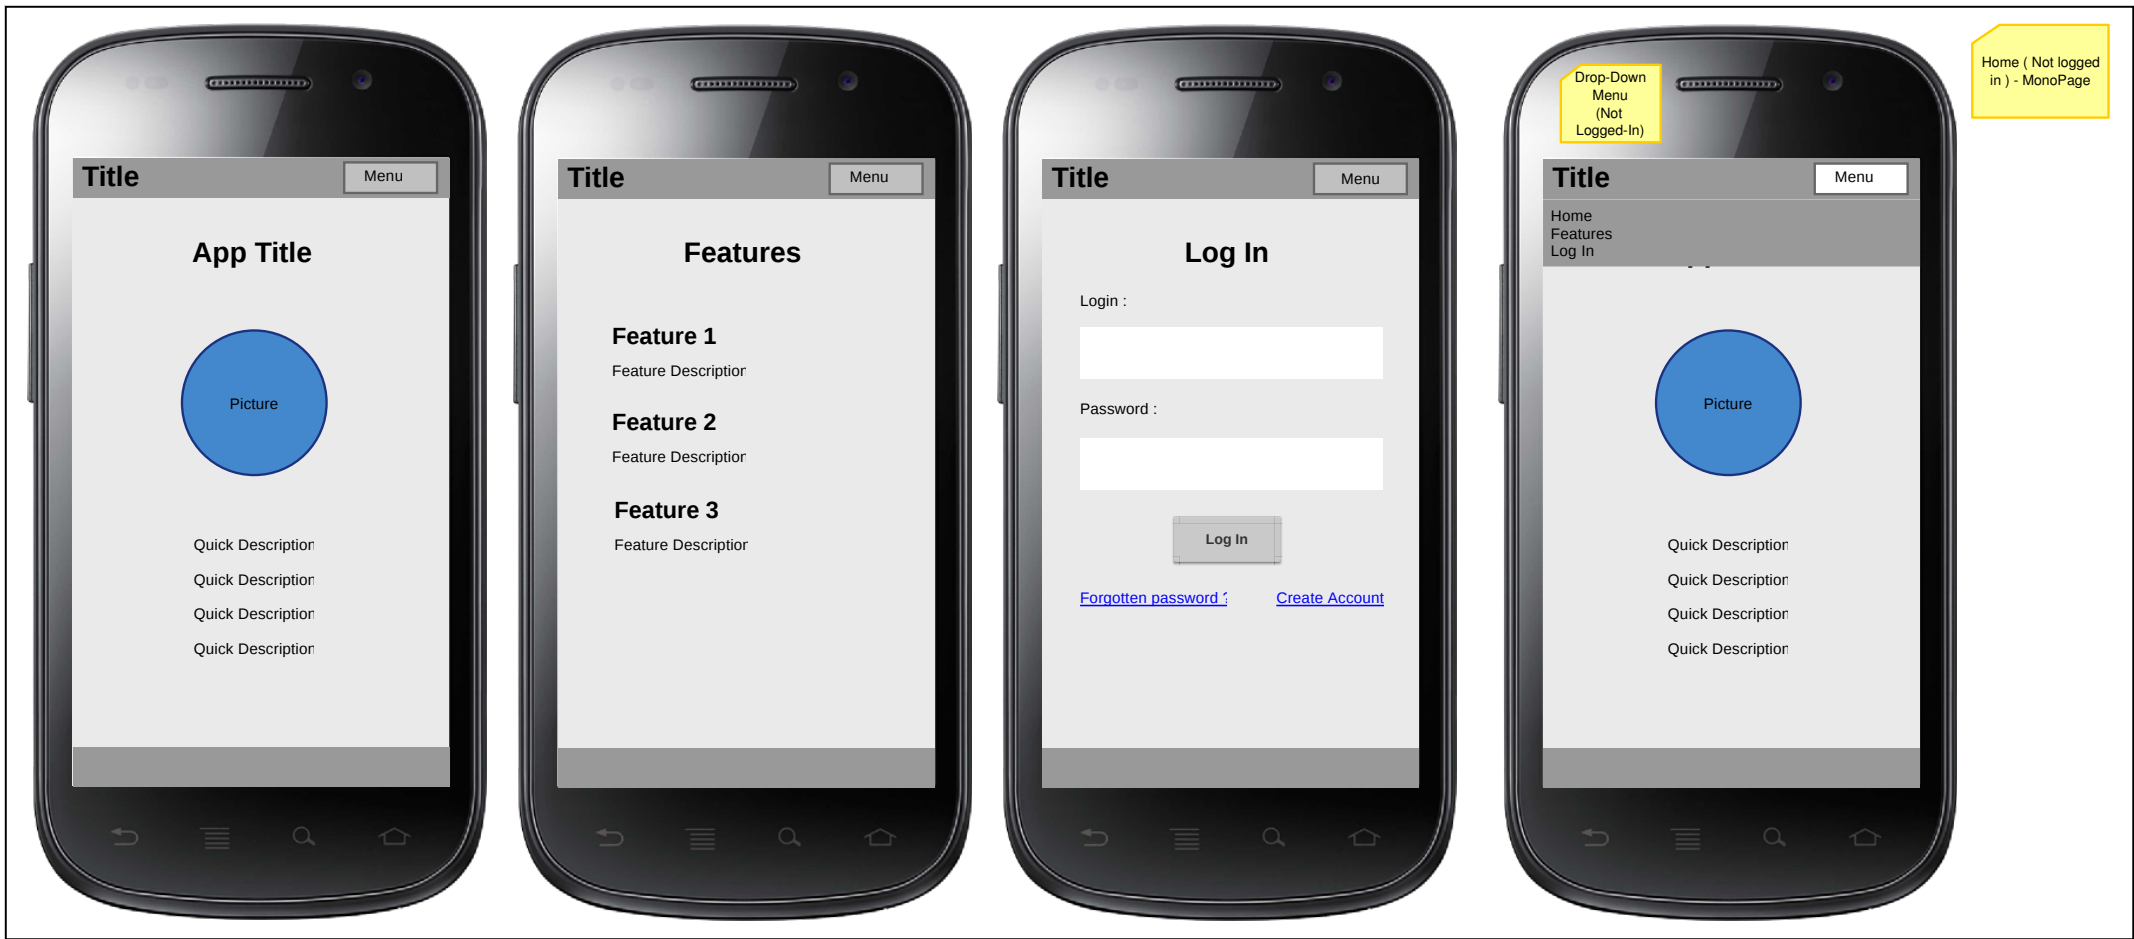 Title
Menu
App Title
Picture
Quick Description
Quick Description
Quick Description
Quick Description
Title
Menu
Features
Feature 1
Feature Description
Feature 2
Feature Description
Feature 3
Feature Description
Title
Menu
Log In
Login :
Password :
Log In
Forgotten password ?
Create Account
Drop-Down
Menu
(Not
Logged-In)
Title
Menu
Home
Features
Log In
Picture
Quick Description
Quick Description
Quick Description
Quick Description
Home ( Not logged
in ) - MonoPage